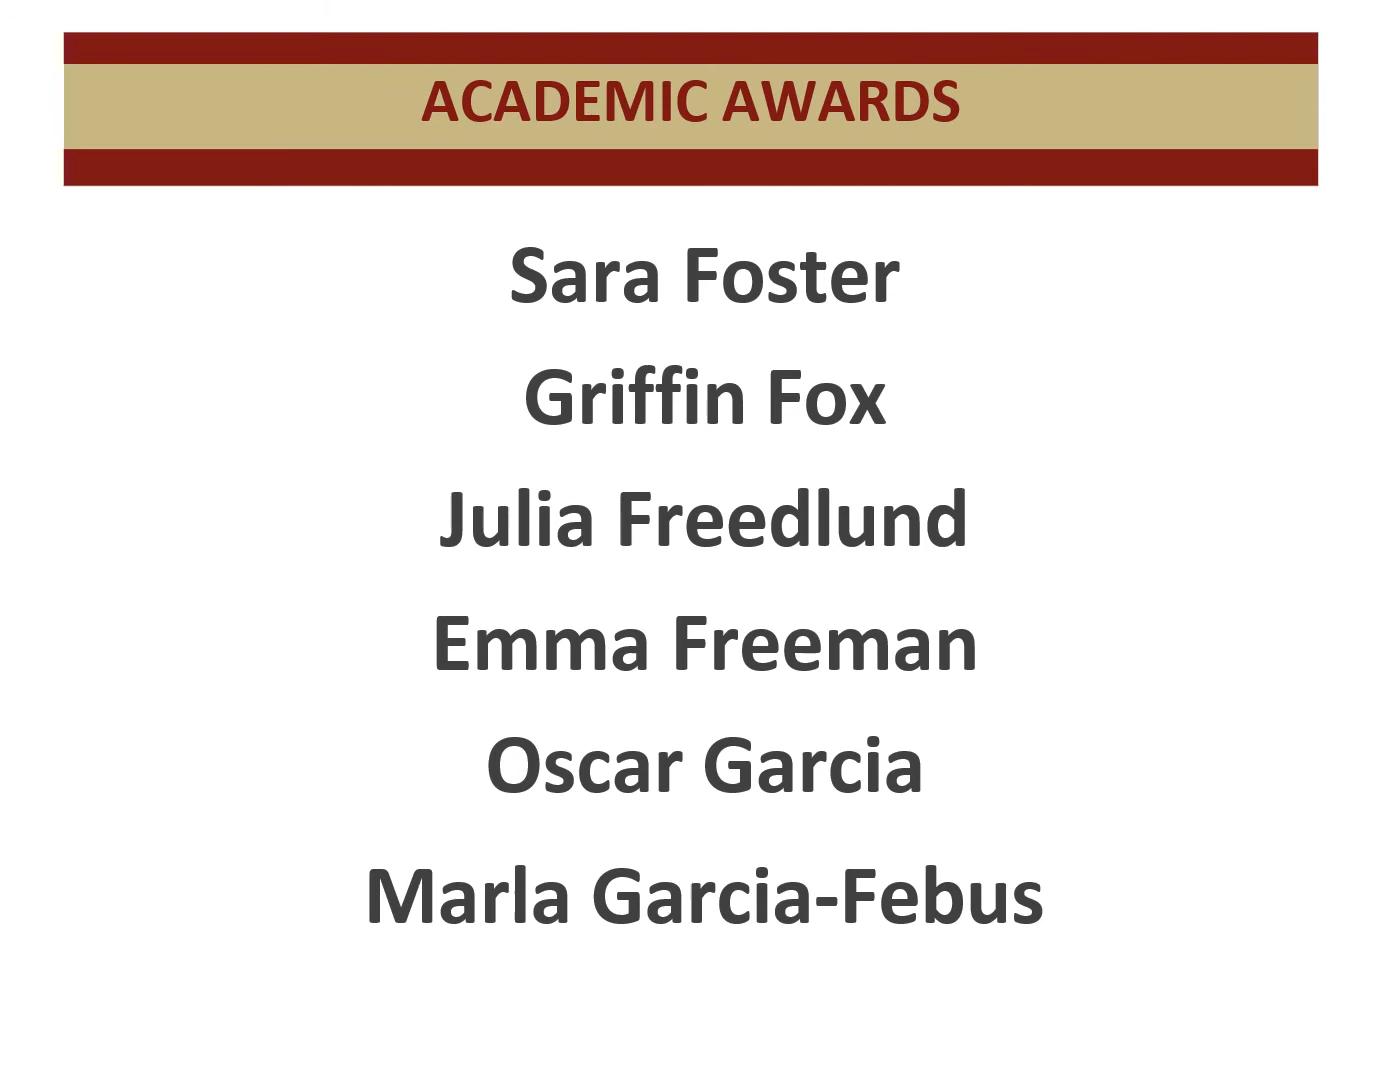 ACADEMIC AWARDS
Sara Foster
Griffin Fox
Julia Freedlund
Emma Freeman
Oscar Garcia
Marla Garcia-Febus